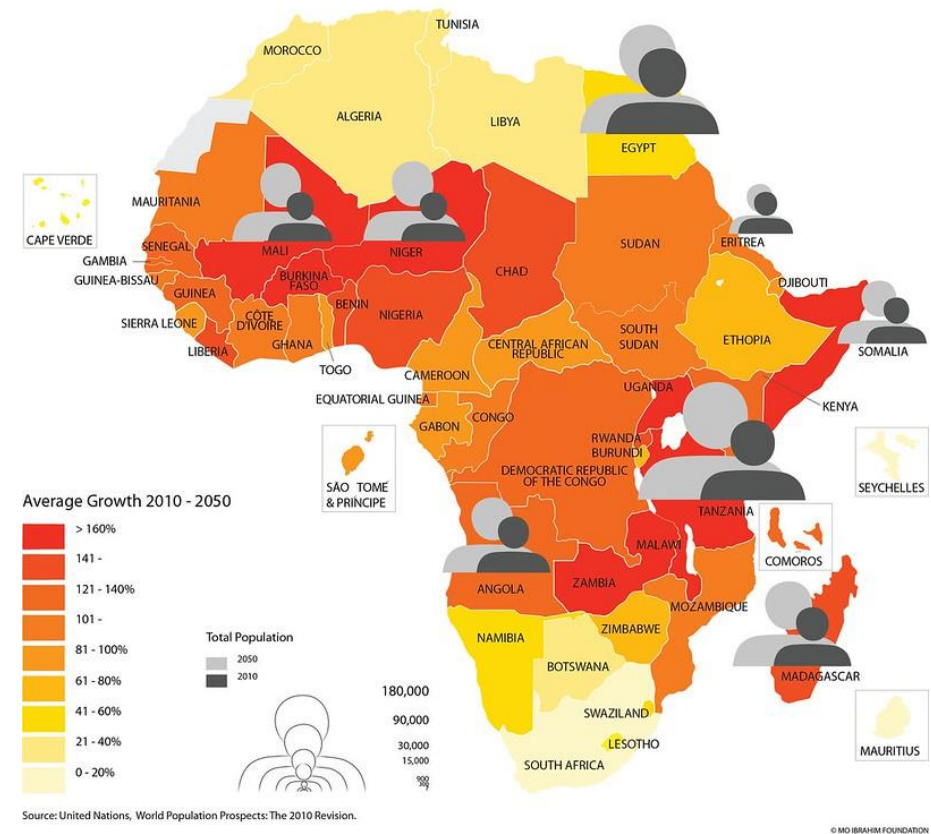 TUNISIA
MOROCCO
ALGERIA
LIBYA
EGYPT
MAURITANIA
CAPE VERDE
MALI
NIGER
SUDAN
ERITREA
SENEGAL
GAMBIA
GUINEA-BISSAU
BURKINA
FASO
CHAD
DJIBOUTI
GUINEA
BENIN
NIGERIA
SIERRA LEONE
CÔTE
D'IVOIRE
GHANA
SOUTH
SUDAN
ETHIOPIA
LIBERIA
CENTRAL AFRICAN
REPUBLIC
SOMALIA
TOGO
CAMEROON
UGANDA
EQUATORIAL GUINEA
KENYA
GABON
CONGO
RWANDA
BURUNDI
DEMOCRATIC REPUBLIC
OF THE CONGO
SÃO TOME
& PRINCIPE
SEYCHELLES
TANZANIA
MALAWI
COMOROS
ANGOLA
ZAMBIA
MOZAMBIQUE
NAMIBIA
ZIMBABWE
BOTSWANA
MADAGASCAR
SWAZILAND
LESOTHO
SOUTH AFRICA
MAURITIUS
Average Growth 2010 - 2050
> 160%
141 -
121 - 140%
101 -
81 - 100%
61 - 80%
41 - 60%
21 - 40%
0 - 20%
Total Population
2050
2010
180,000
90,000
30,000
15,000
900
Source: United Nations, World Population Prospects: The 2010 Revision.
© MO IBRAHIM FOUNDATION